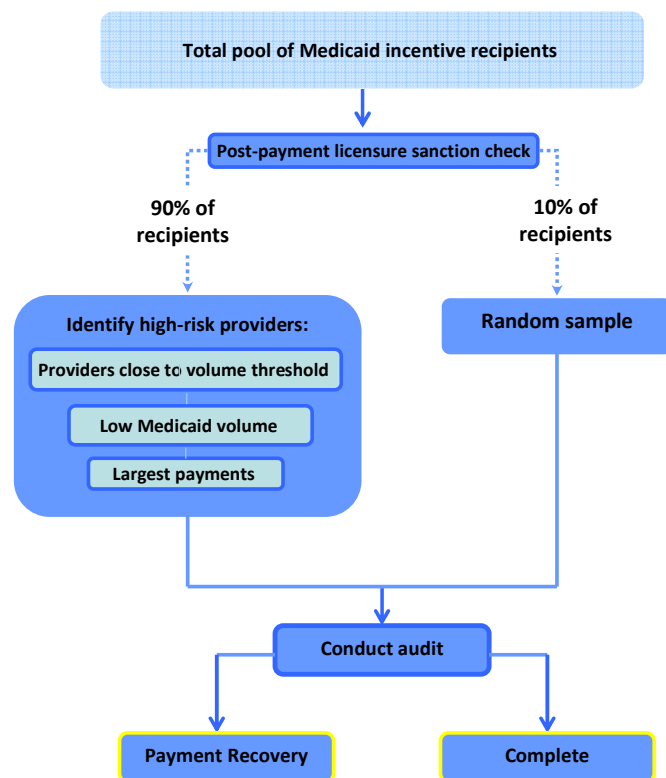 Total pool of Medicaid incentive recipients
Post-payment licensure sanction check
90% of
recipients
10% of
recipients
Identify high-risk providers:
Providers close to volume threshold
Low Medicaid volume
Largest payments
Random sample
Conduct audit
Payment Recovery
Complete